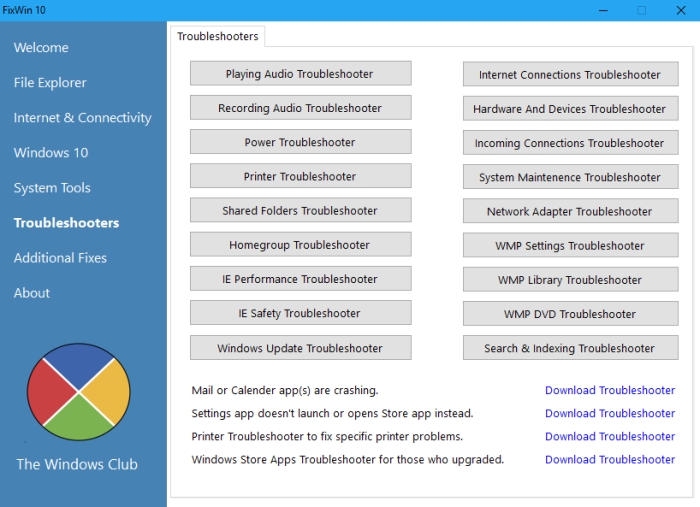 FixWin 10
Welcome
File Explorer
Internet & Connectivity
Windows 10
System Tools
Troubleshooters
Additional Fixes
About
The Windows Club
Troubleshooters
Playing Audio Troubleshooter
Internet Connections Troubleshooter
Recording Audio Troubleshooter
Hardware And Devices Troubleshooter
Power Troubleshooter
Incoming Connections Troubleshooter
Printer Troubleshooter
System Maintenence Troubleshooter
Shared Folders Troubleshooter
Network Adapter Troubleshooter
Homegroup Troubleshooter
WMP Settings Troubleshooter
IE Performance Troubleshooter
WMP Library Troubleshooter
IE Safety Troubleshooter
WMP DVD Troubleshooter
Windows Update Troubleshooter
Search & Indexing Troubleshooter
Mail or Calender app(s) are crashing. Download Troubleshooter
Settings app doesn't launch or opens Store app instead. Download Troubleshooter
Printer Troubleshooter to fix specific printer problems. Download Troubleshooter
Windows Store Apps Troubleshooter for those who upgraded. Download Troubleshooter